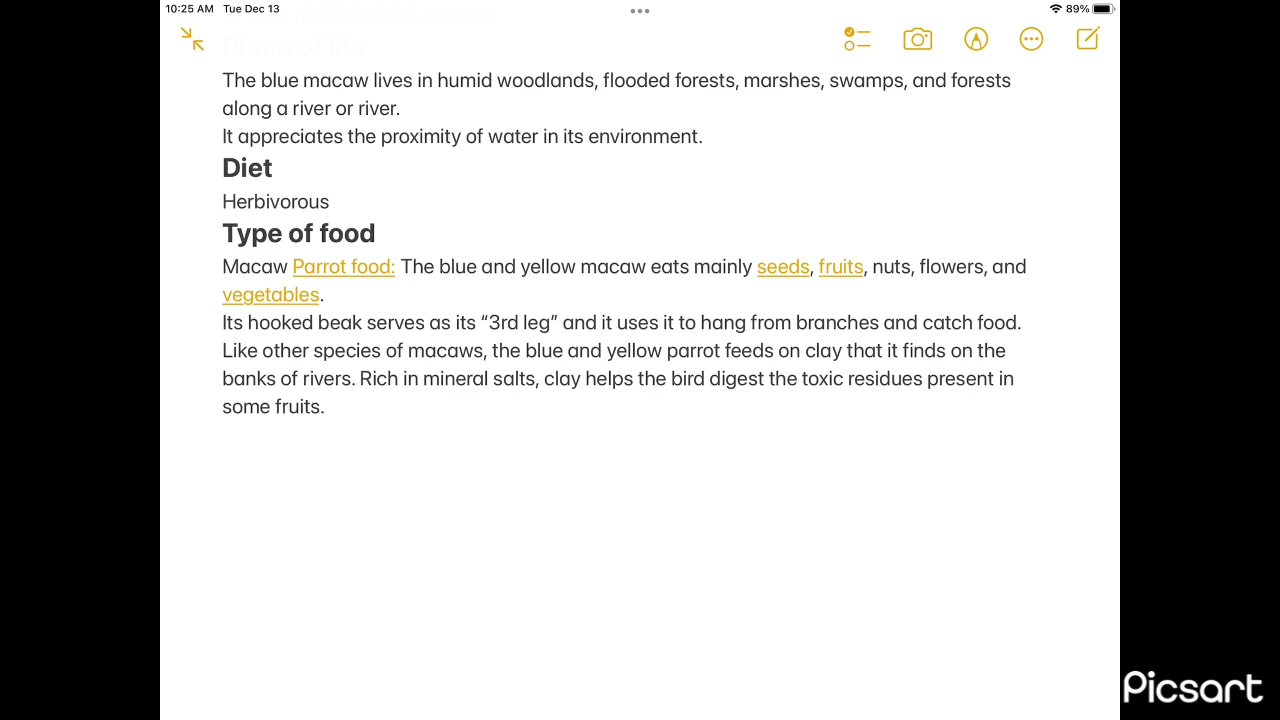 10:25 AM Tue Dec 13
89%
Place of life
The blue macaw lives in humid woodlands, flooded forests, marshes, swamps, and forests
along a river or river.
It appreciates the proximity of water in its environment.
Diet
Herbivorous
Type of food
Macaw Parrot food: The blue and yellow macaw eats mainly seeds, fruits, nuts, flowers, and
vegetables.
Its hooked beak serves as its “3rd leg” and it uses it to hang from branches and catch food.
Like other species of macaws, the blue and yellow parrot feeds on clay that it finds on the
banks of rivers. Rich in mineral salts, clay helps the bird digest the toxic residues present in
some fruits.
Picsart